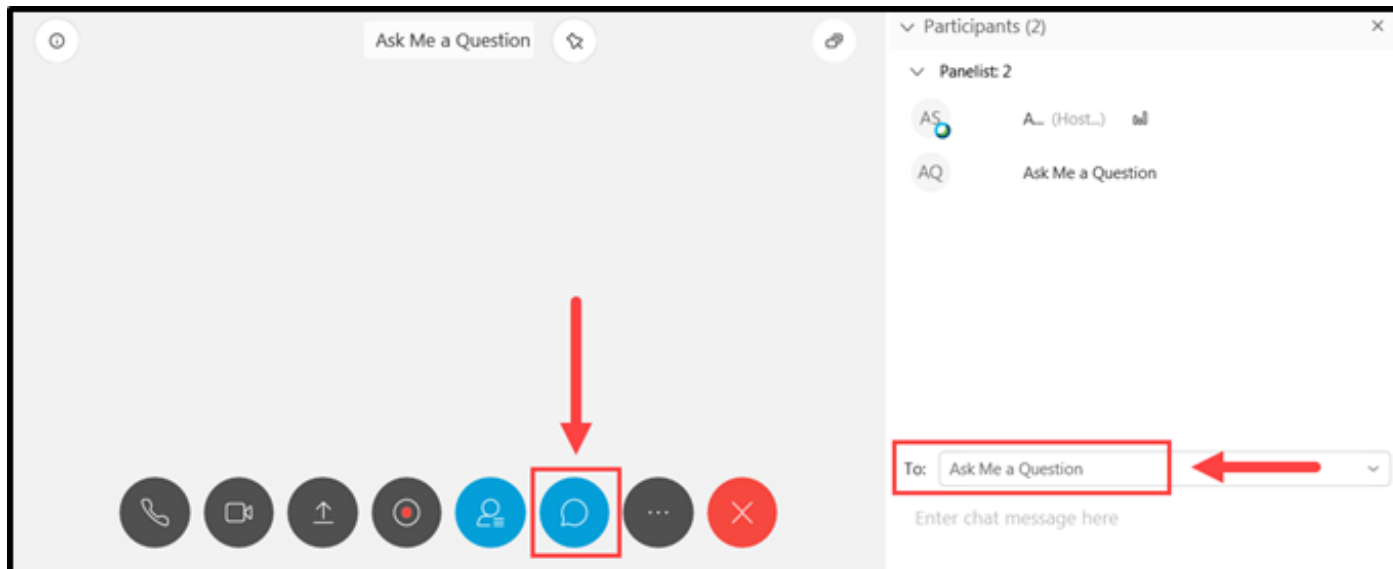 Ask Me a Question
Participants (2)
Panelist: 2
AS
A... (Host...)
AQ
Ask Me a Question
To: Ask Me a Question
Enter chat message here